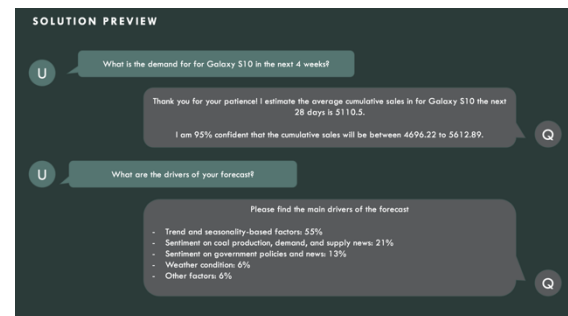 SOLUTION PREVIEW
U
What is the demand for for Galaxy S10 in the next 4 weeks?
Thank you for your patience! I estimate the average cumulative sales in for Galaxy S10 the next
28 days is 5110.5.
I am 95% confident that the cumulative sales will be between 4696.22 to 5612.89.
Q
U
What are the drivers of your forecast?
Please find the main drivers of the forecast
- Trend and seasonality-based factors: 55%
- Sentiment on coal production, demand, and supply news: 21%
- Sentiment on government policies and news: 13%
- Weather condition: 6%
- Other factors: 6%
Q